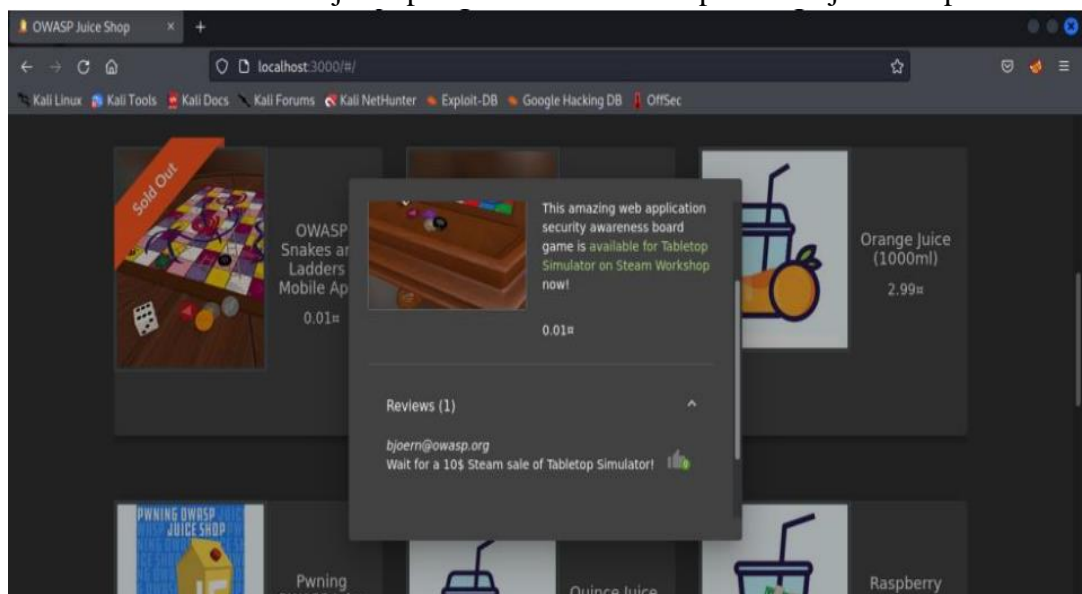 OWASP Juice Shop
localhost:3000/#/
Kali Linux Kali Tools Kali Docs Kali Forums Kali NetHunter Exploit-DB Google Hacking DB OffSec
Sold Out
OWASP
Snakes an
Ladders
Mobile Ap
0.01¤
This amazing web application
security awareness board
game is available for Tabletop
Simulator on Steam Workshop
now!
0.01¤
Reviews (1)
bjoern@owasp.org
Wait for a 10$ Steam sale of Tabletop Simulator!
Orange Juice
(1000ml)
2.99¤
PWNING OWASP
JUICE SHOP
Pwning
Quince Juice
Raspberry